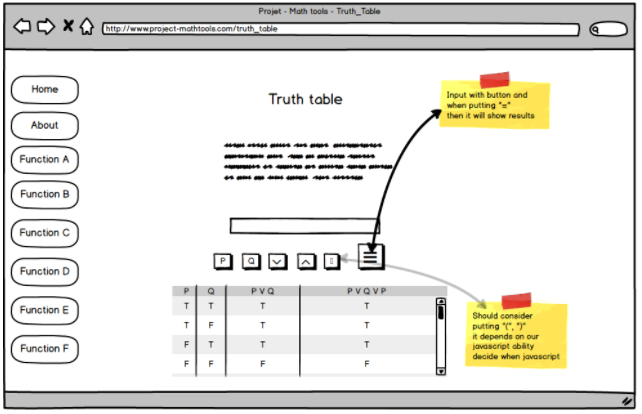 Projet - Math tools - Truth_Table
http://www.project-mathtools.com/truth_table
Home
About
Function A
Function B
Function C
Function D
Function E
Function F
Truth table
Input with button and
when putting "="
then it will show results
P Q
P Q P V Q P V Q V P
T T T T
T F T T
F T T T
F F F F
Should consider
putting "(", ")"
it depends on our
javascript ability
decide when javascript